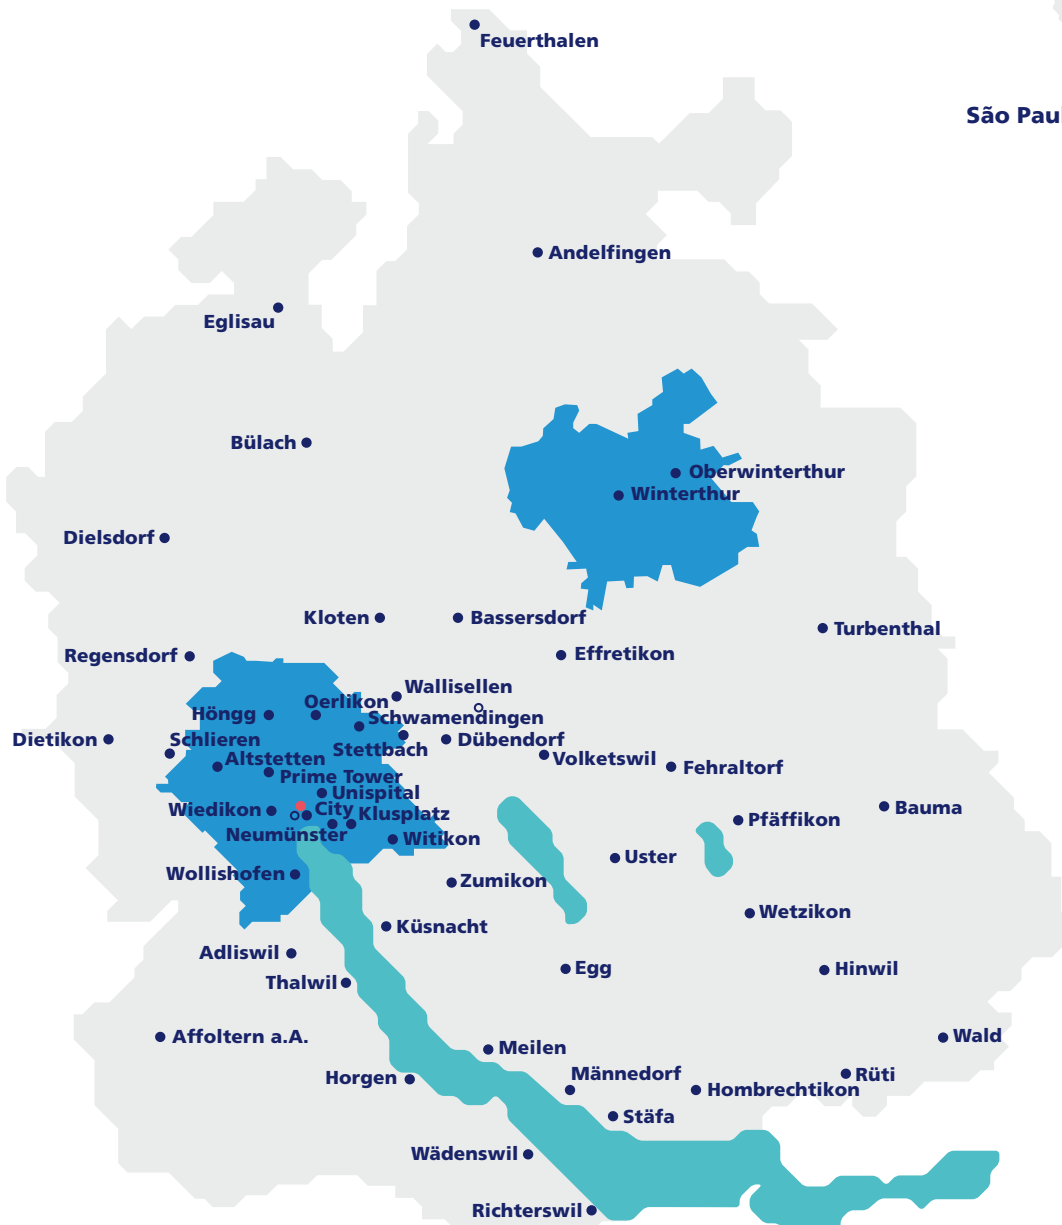 Feuerthalen
São Pau
Andelfingen
Eglisau
Bülach
Oberwinterthur
Winterthur
Dielsdorf
Kloten
Bassersdorf
Turbenthal
Regensdorf
Effretikon
Wallisellen
Oerlikon
Höngg
Schwamendingen
Dietikon
Schlieren
Stettbach
Dübendorf
Altstetten
Volketswil
Fehraltorf
Prime Tower
Unispital
Wiedikon
City
Klusplatz
Bauma
Pfäffikon
Neumünster
Witikon
Uster
Wollishofen
Zumikon
Wetzikon
Küsnacht
Adliswil
Egg
Hinwil
Thalwil
Affoltern a.A.
Wald
Meilen
Horgen
Männedorf
Rüti
Hombrechtikon
Stäfa
Wädenswil
Richterswil